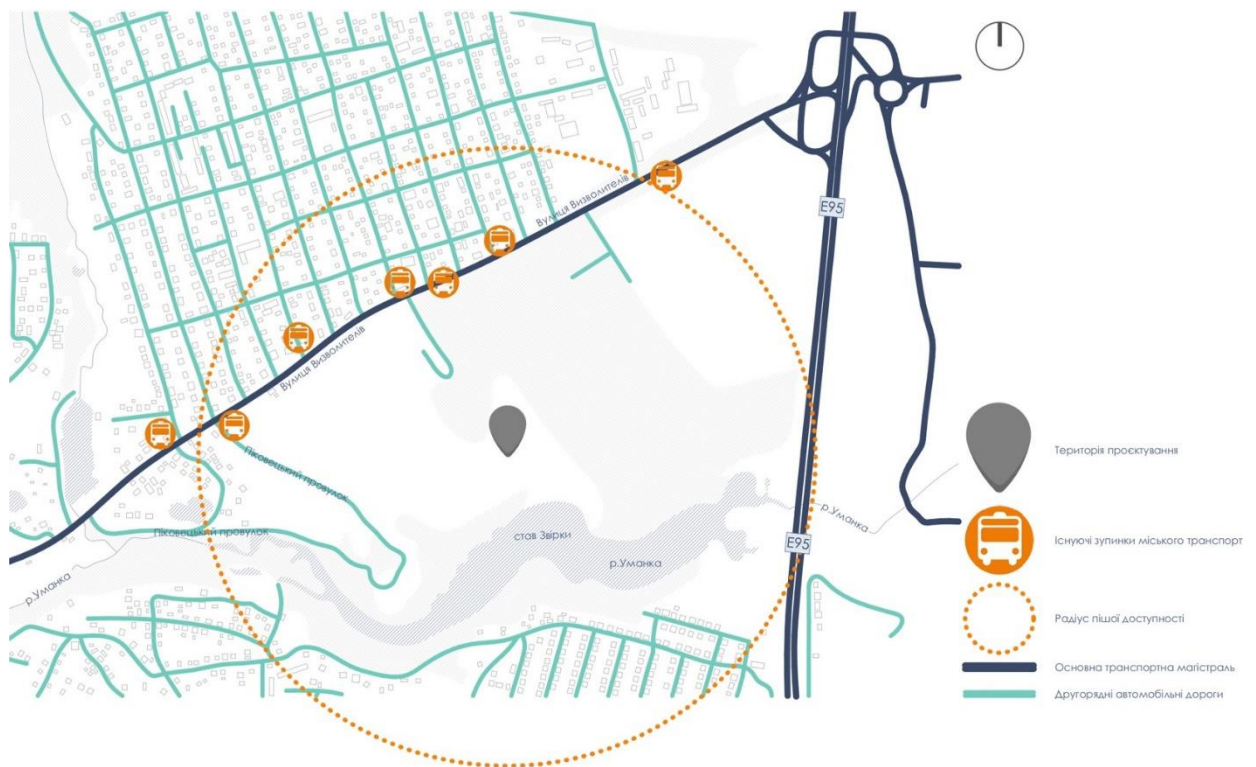 Вулиця Визволителів
E95
Вулиця Визволителів
Піковецький провулок
Територія проєктування
р.Уманка
став Звірки
Піковецький провулок
E95
Існуючі зупинки міського транспорт
р.Уманка
р.Уманка
Радіус пішої доступності
Основна транспортна магістраль
Другорядні автомобільні дороги